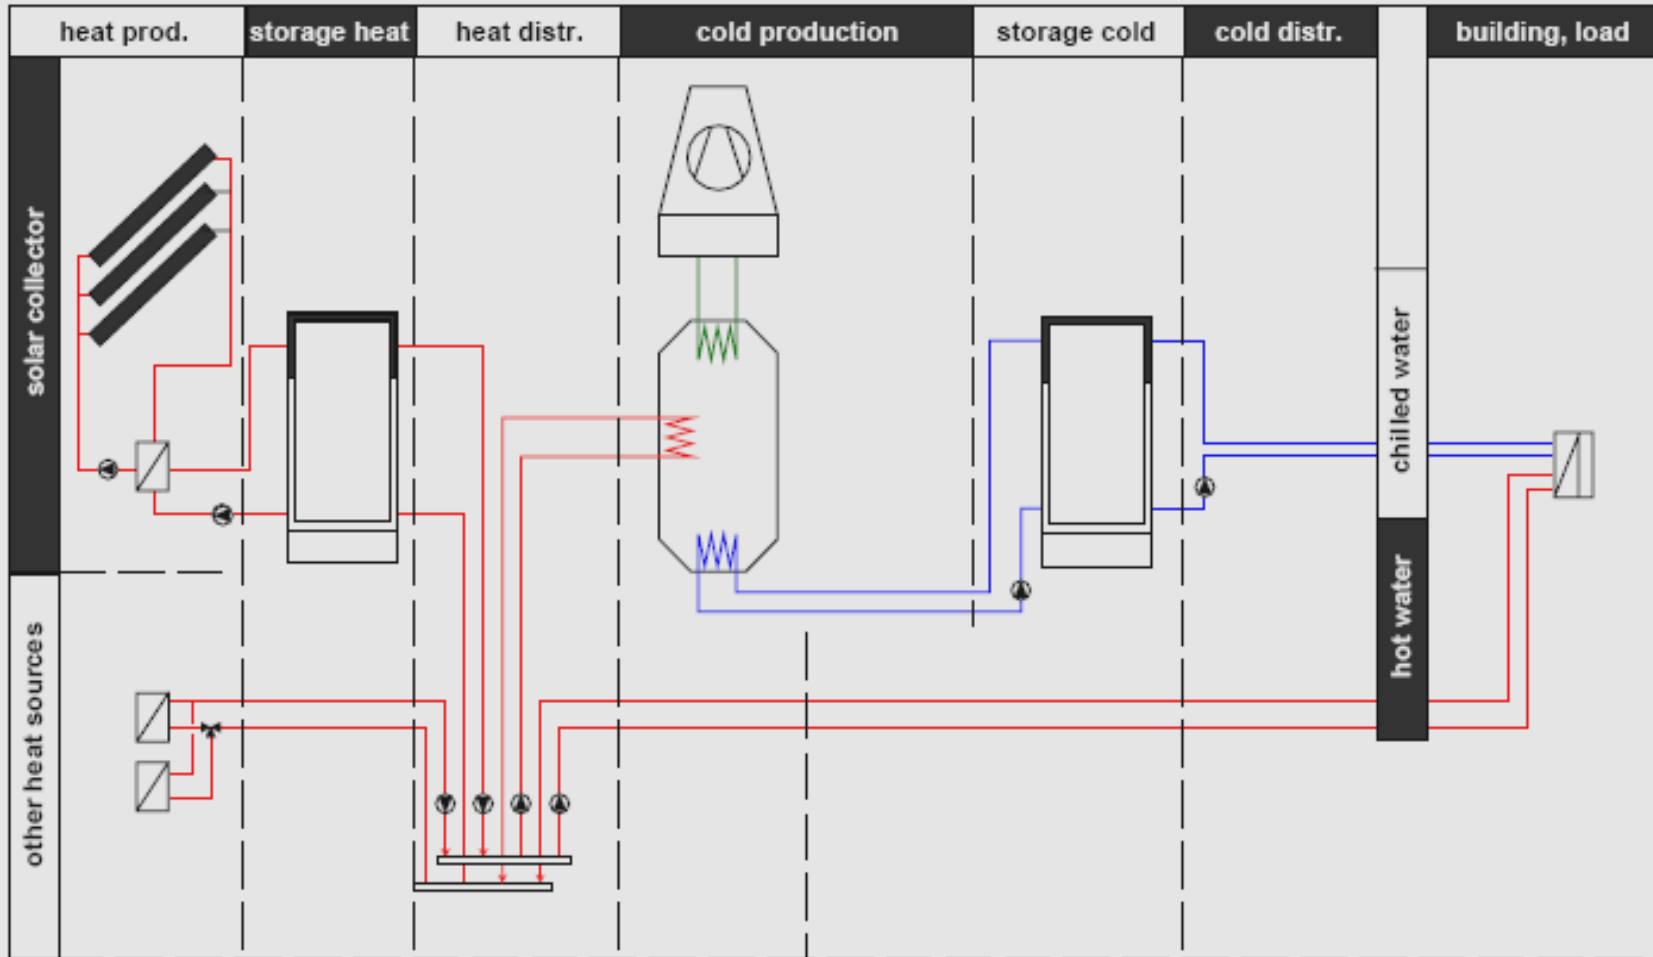 heat prod.
storage heat
heat distr.
cold production
storage cold
cold distr.
building, load
solar collector
other heat sources
chilled water
hot water